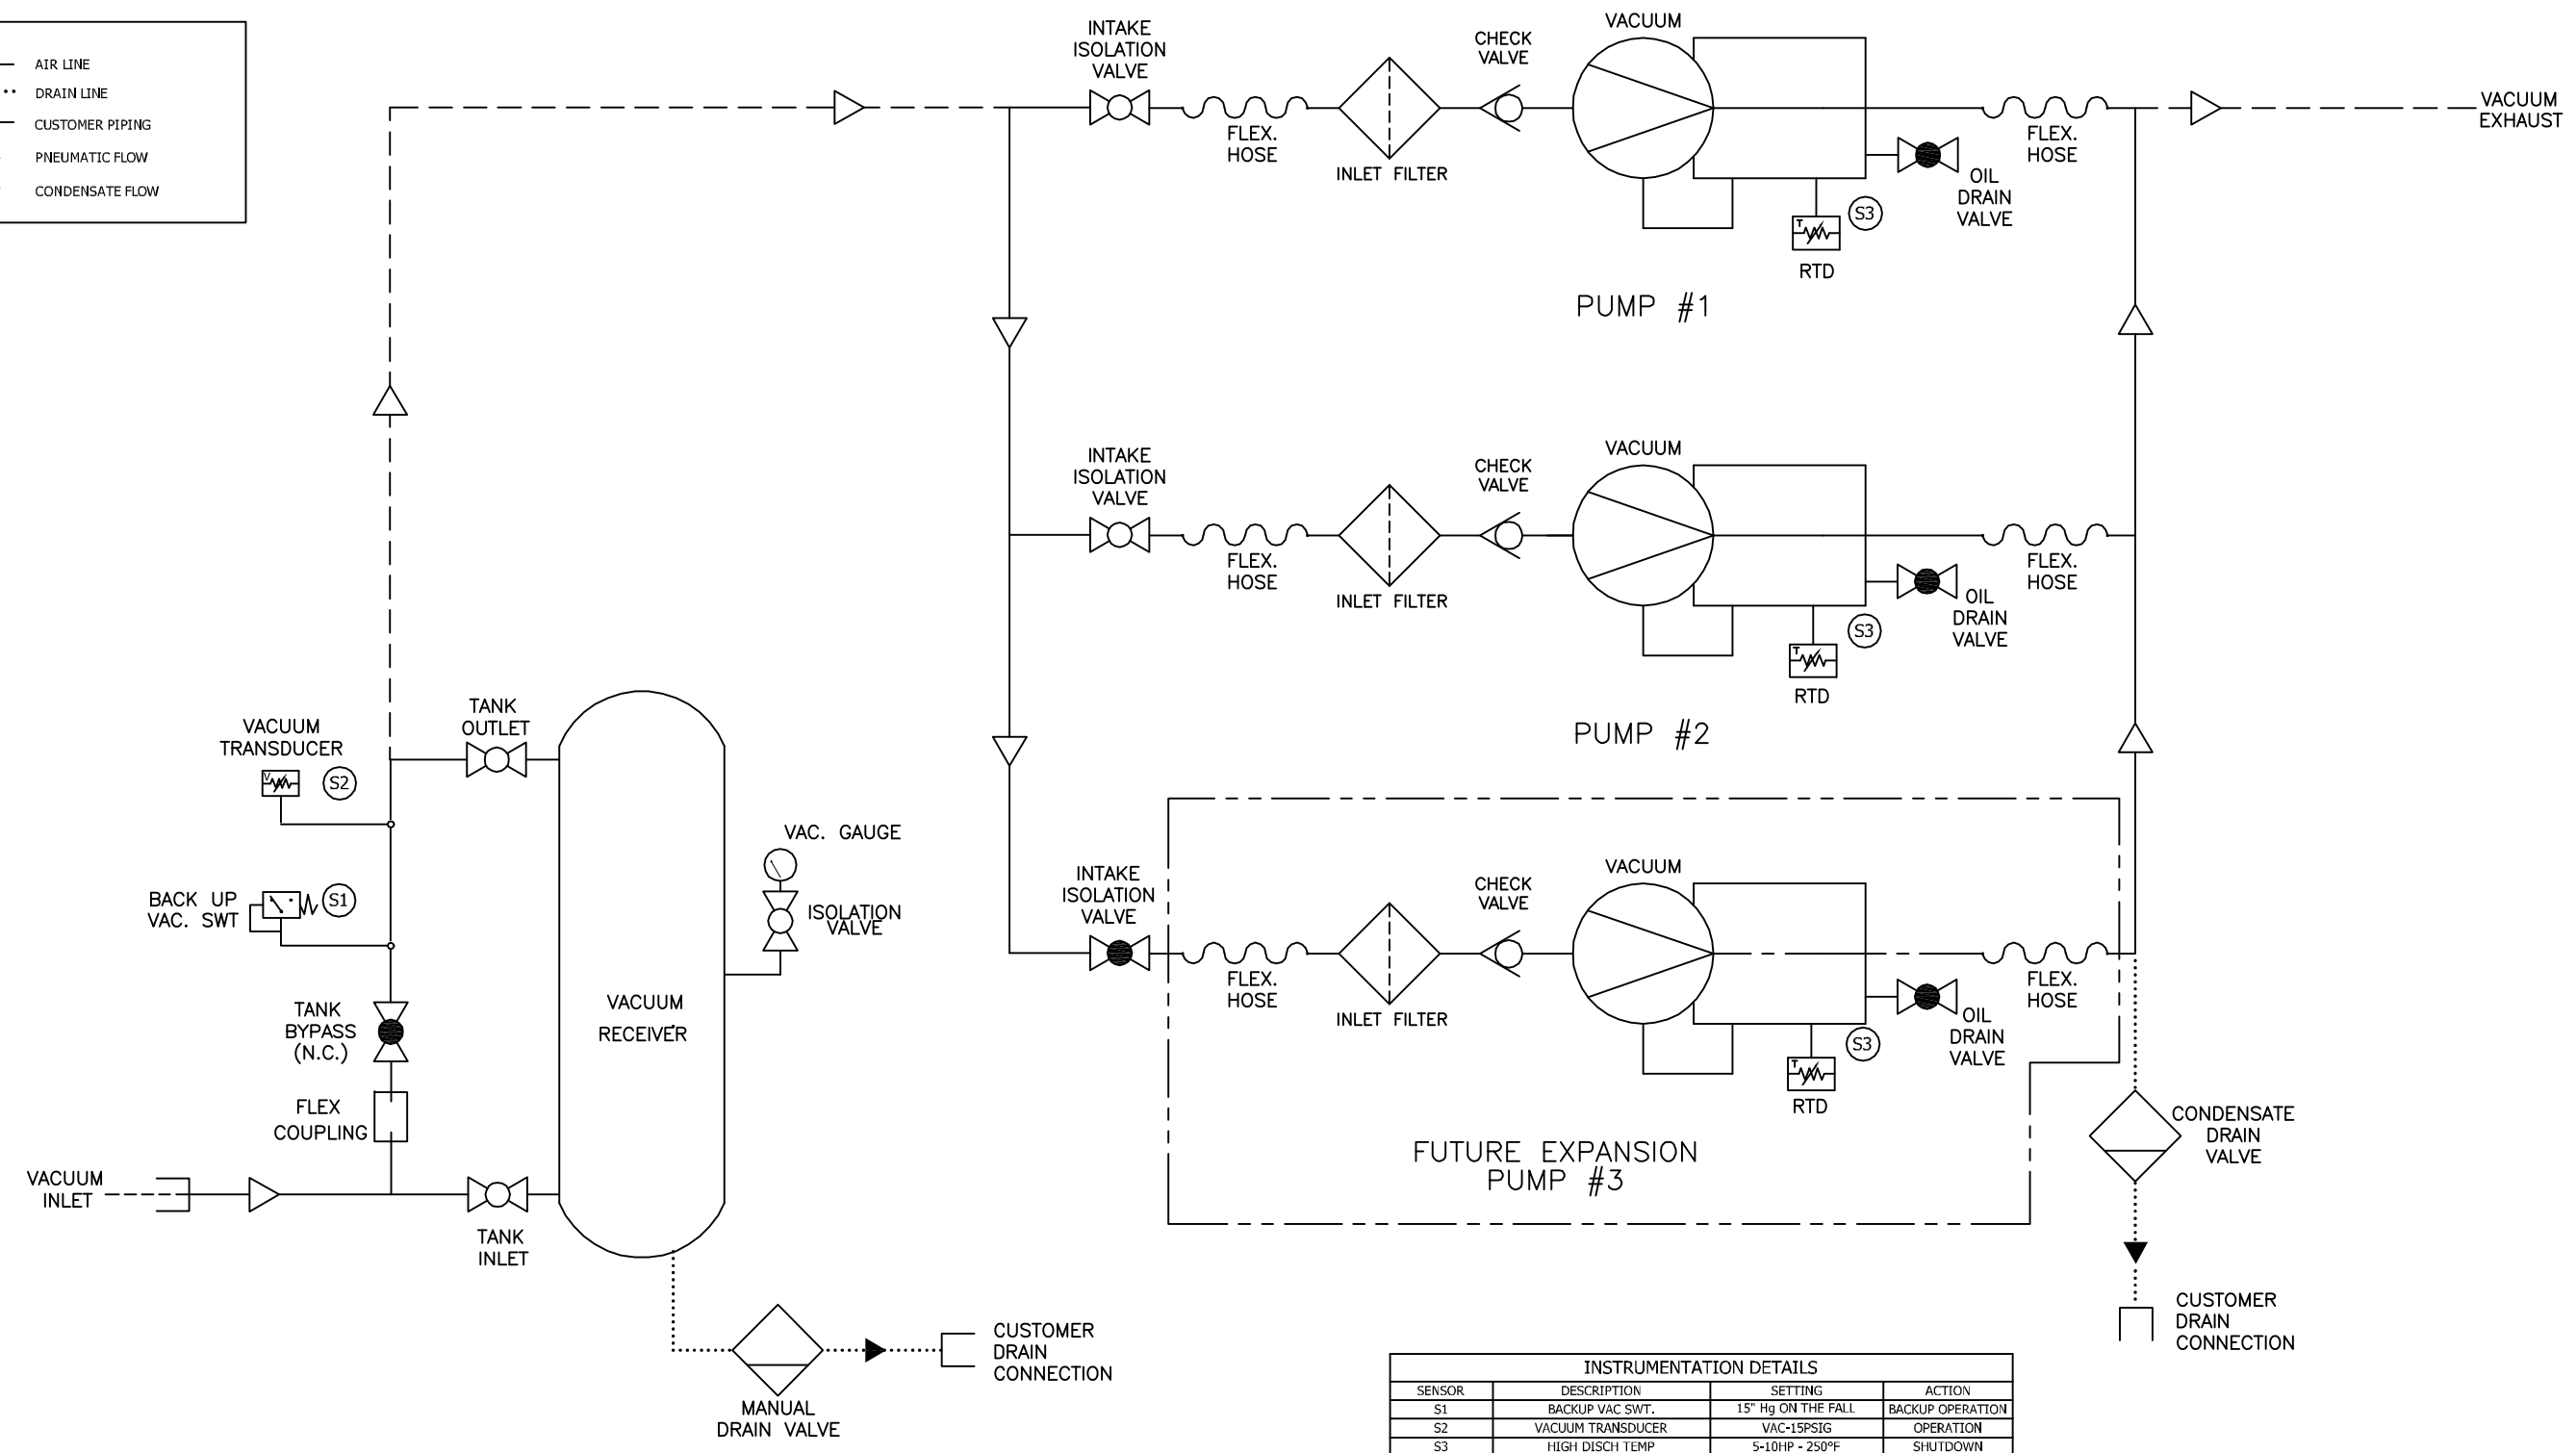 AIR LINE
DRAIN LINE
CUSTOMER PIPING
PNEUMATIC FLOW
CONDENSATE FLOW
INTAKE
ISOLATION
VALVE
FLEX.
HOSE
INLET FILTER
CHECK
VALVE
VACUUM
S3
T
RTD
OIL
DRAIN
VALVE
FLEX.
HOSE
VACUUM
EXHAUST
PUMP #1
INTAKE
ISOLATION
VALVE
FLEX.
HOSE
INLET FILTER
CHECK
VALVE
VACUUM
S3
T
RTD
OIL
DRAIN
VALVE
FLEX.
HOSE
PUMP #2
VACUUM
TRANSDUCER
V
S2
TANK
OUTLET
BACK UP
VAC. SWT
S1
VAC. GAUGE
ISOLATION
VALVE
TANK
BYPASS
(N.C.)
VACUUM
RECEIVER
FLEX
COUPLING
VACUUM
INLET
TANK
INLET
MANUAL
DRAIN VALVE
CUSTOMER
DRAIN
CONNECTION
INTAKE
ISOLATION
VALVE
FLEX.
HOSE
INLET FILTER
CHECK
VALVE
VACUUM
S3
T
RTD
OIL
DRAIN
VALVE
FLEX.
HOSE
FUTURE EXPANSION
PUMP #3
CONDENSATE
DRAIN
VALVE
CUSTOMER
DRAIN
CONNECTION
INSTRUMENTATION DETAILS
SENSOR DESCRIPTION SETTING ACTION
S1 BACKUP VAC SWT. 15" Hg ON THE FALL BACKUP OPERATION
S2 VACUUM TRANSDUCER VAC-15PSIG OPERATION
S3 HIGH DISCH TEMP 5-10HP - 250°F SHUTDOWN